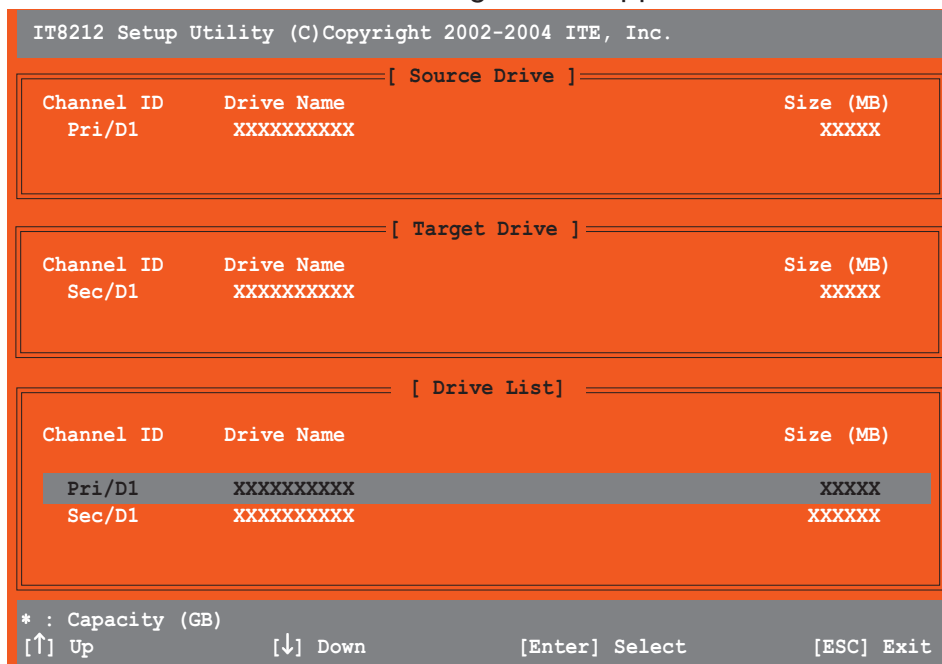 IT8212 Setup Utility (C)Copyright 2002-2004 ITE, Inc.
[ Source Drive ]
Channel ID Drive Name Size (MB)
Pri/D1 XXXXXXXXXX XXXXX
[ Target Drive ]
Channel ID Drive Name Size (MB)
Sec/D1 XXXXXXXXXX XXXXX
[ Drive List]
Channel ID Drive Name Size (MB)
Pri/D1 XXXXXXXXXX XXXXX
Sec/D1 XXXXXXXXXX XXXXXX
* : Capacity (GB)
[↑] Up [↓] Down [Enter] Select [ESC] Exit